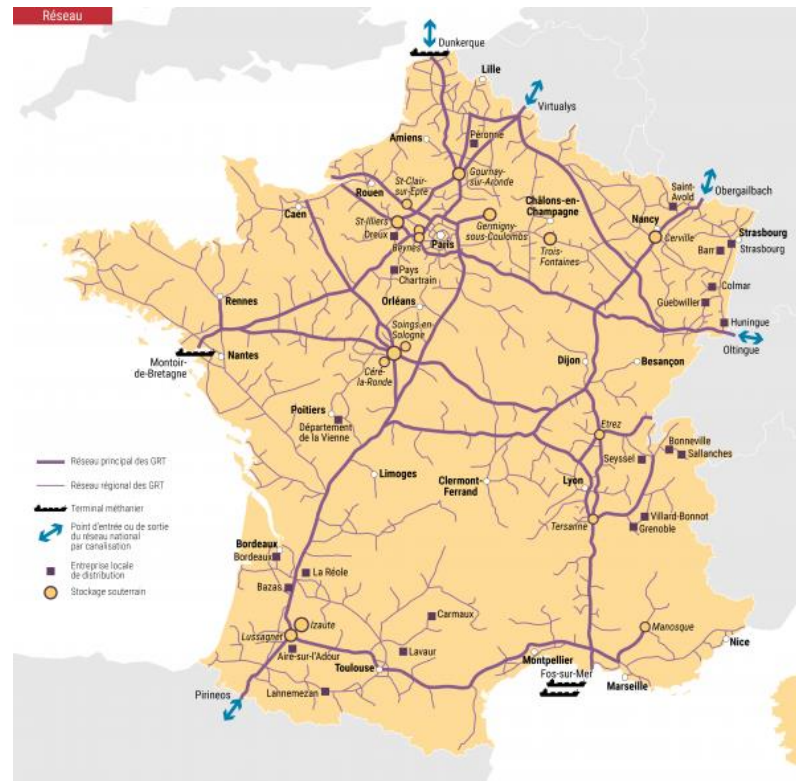 Réseau
Dunkerque
Lille
Virtualys
Amiens
Péronne
Gournay-
sur-Aronde
St-Clair
sur-Epte
Rouen
Caen
St-Illiers
Dreux
Beynes
Paris
Germigny-
sous-Coulombs
Châlons-en-
Champagne
Trois-
Fontaines
Saint-
Avold
Obergailbach
Nancy
Cerville
Strasbourg
Strasbourg
Barr
Colmar
Guebwiller
Huningue
Oltingue
Pays
Chartrain
Orléans
Rennes
Soings-en-
Sologne
Céré-
la-Ronde
Nantes
Montoir-
de-Bretagne
Dijon
Besançon
Poitiers
Département
de la Vienne
Etrez
Bonneville
Sallanches
Seyssel
Limoges
Clermont-
Ferrand
Lyon
Tersanne
Villard-Bonnot
Grenoble
Réseau principal des GRT
Réseau régional des GRT
Terminal méthanier
Point d'entrée ou de sortie
du réseau national
par canalisation
Entreprise locale
de distribution
Stockage souterrain
Bordeaux
Bordeaux
La Réole
Bazas
Izaute
Lussagnet
Aire-sur-l'Adour
Carmaux
Lavaur
Toulouse
Lannemezan
Pirineos
Manosque
Nice
Montpellier
Fos-sur-Mer
Marseille